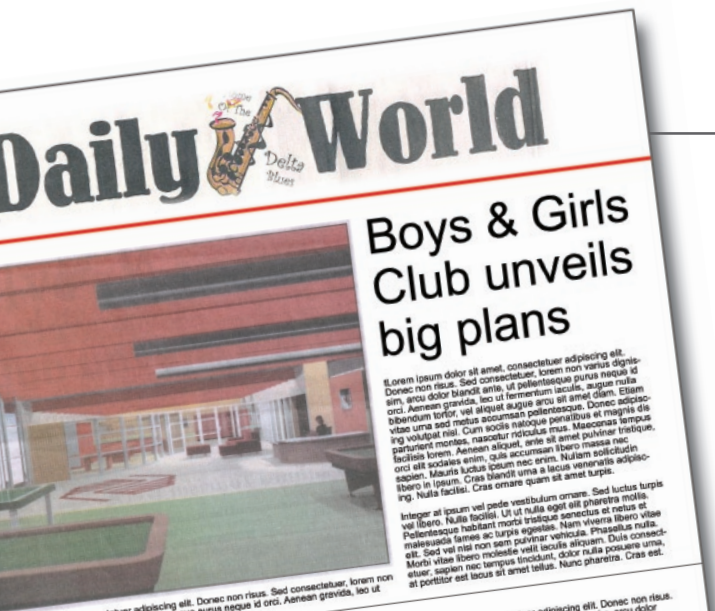 Daily World
Of The
Delta
Blues
Boys & Girls
Club unveils
big plans
tLorem ipsum dolor sit amet, consectetuer adipiscing elit.
Donec non risus. Sed consectetuer, lorem non varius dignis-
sim, arcu dolor blandit ante, ut pellentesque purus neque id
orci. Aenean gravida, leo ut fermentum iaculis, augue nulla
bibendum tortor, vel aliquet augue arcu sit amet diam. Etiam
vitae urna sed metus accumsan pellentesque. Donec adipisc-
ing volutpat nisl. Cum sociis natoque penatibus et magnis dis
parturient montes, nascetur ridiculus mus. Maecenas tempus
facilisis lorem. Aenean aliquet, ante sit amet pulvinar tristique,
orci elit sodales enim, quis accumsan libero massa nec
sapien. Mauris luctus ipsum nec enim. Nullam sollicitudin
libero in ipsum. Cras blandit urna a lacus venenatis adipisc-
ing. Nulla facilisi. Cras ornare quam sit amet turpis.
Integer at ipsum vel pede vestibulum ornare. Sed luctus turpis
vel libero. Nulla facilisi. Ut ut nulla eget elit pharetra mollis.
Pellentesque habitant morbi tristique senectus et netus et
malesuada fames ac turpis egestas. Nam viverra libero vitae
elit. Sed vel nisl non sem pulvinar vehicula. Phasellus nulla.
Morbi vitae libero molestie velit iaculis aliquam. Duis consect-
etuer, sapien nec tempus tincidunt, dolor nulla posuere urna,
at porttitor est lacus sit amet tellus. Nunc pharetra. Cras est.
adipiscing elit. Donec non risus. Sed consectetuer, lorem non
purus neque id orci. Aenean gravida, leo ut
adipiscing elit. Donec non risus.
dolor